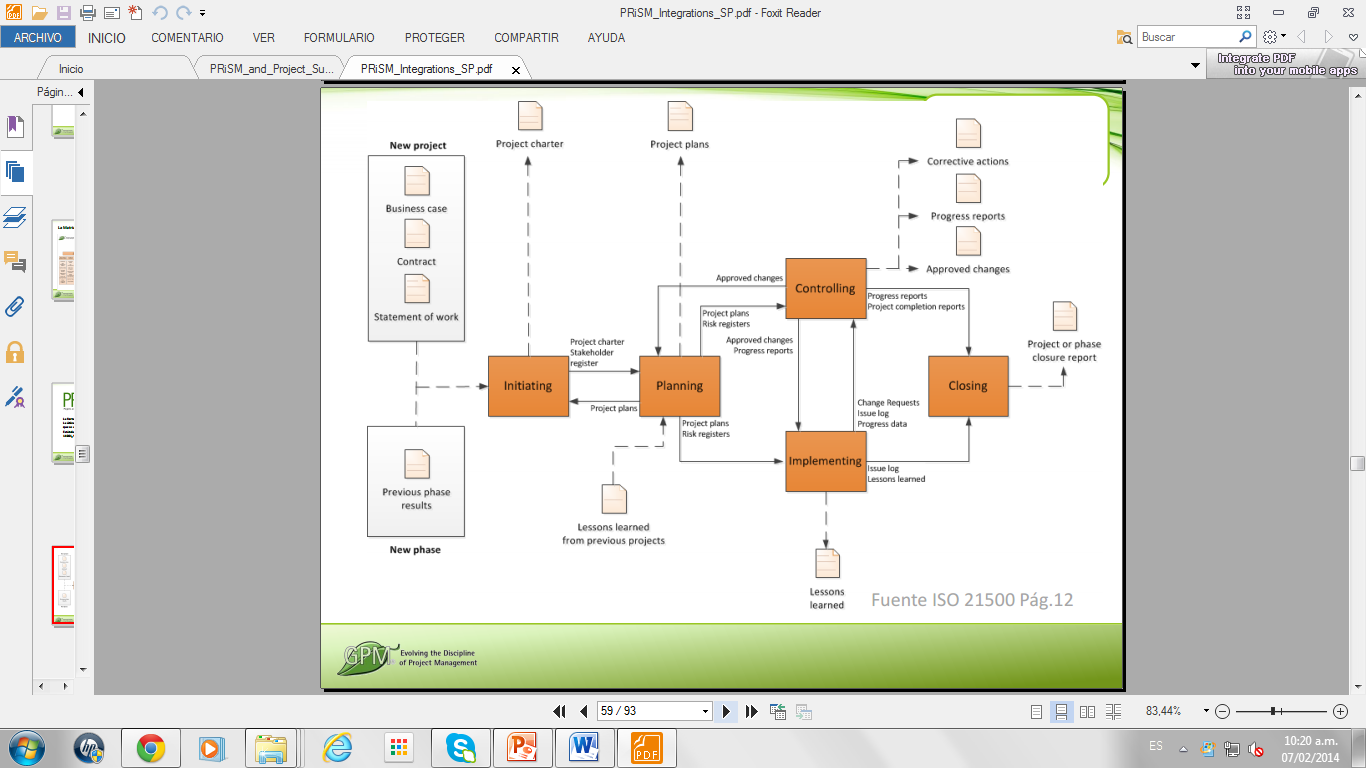 PRiSM_Integrations_SP.pdf - Foxit Reader
ARCHIVO INICIO COMENTARIO VER FORMULARIO PROTEGER COMPARTIR AYUDA
Buscar
Inicio PRiSM_and_Project_Su... PRiSM_Integrations_SP.pdf
Integrate PDF
into your mobile apps
Págin...
New project
Business case
Contract
Statement of work
Previous phase
results
New phase
Project charter
Project plans
Corrective actions
Progress reports
Approved changes
Initiating
Project charter
Stakeholder
register
Project plans
Planning
Approved changes
Project plans
Risk registers
Approved changes
Progress reports
Project plans
Risk registers
Controlling
Progress reports
Project completion reports
Change Requests
Issue log
Progress data
Implementing
Issue log
Lessons learned
Closing
Project or phase
closure report
Lessons learned
from previous projects
Lessons
learned
Fuente ISO 21500 Pág.12
GPM
Evolving the Discipline
of Project Management
59 / 93
83,44%
hp
PDF
ES
10:20 a.m.
07/02/2014